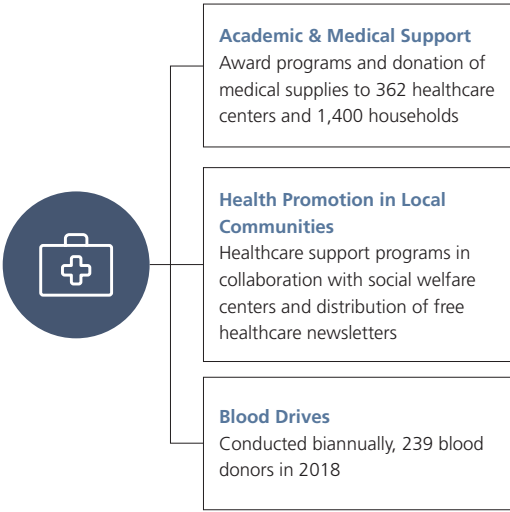 Academic & Medical Support
Award programs and donation of
medical supplies to 362 healthcare
centers and 1,400 households
Health Promotion in Local
Communities
Healthcare support programs in
collaboration with social welfare
centers and distribution of free
healthcare newsletters
Blood Drives
Conducted biannually, 239 blood
donors in 2018